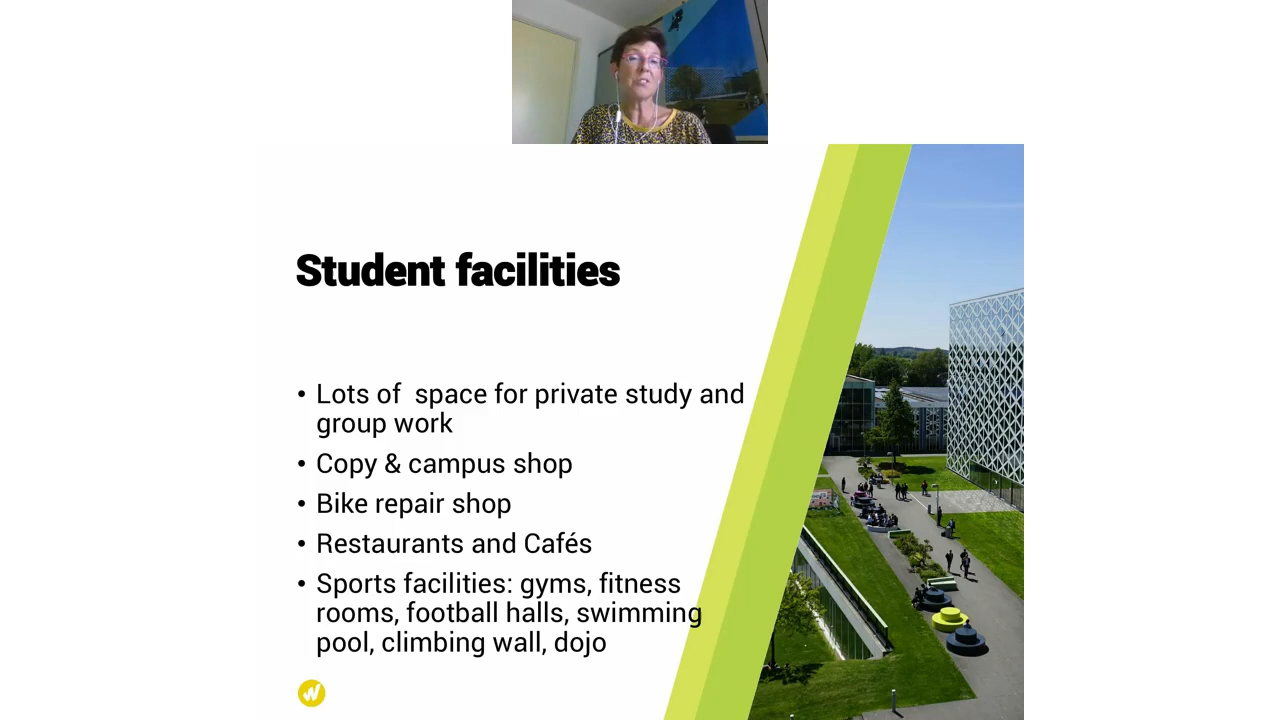 Student facilities
• Lots of  space for private study and
group work
• Copy & campus shop
• Bike repair shop
• Restaurants and Cafés
• Sports facilities: gyms, fitness
rooms, football halls, swimming
pool, climbing wall, dojo